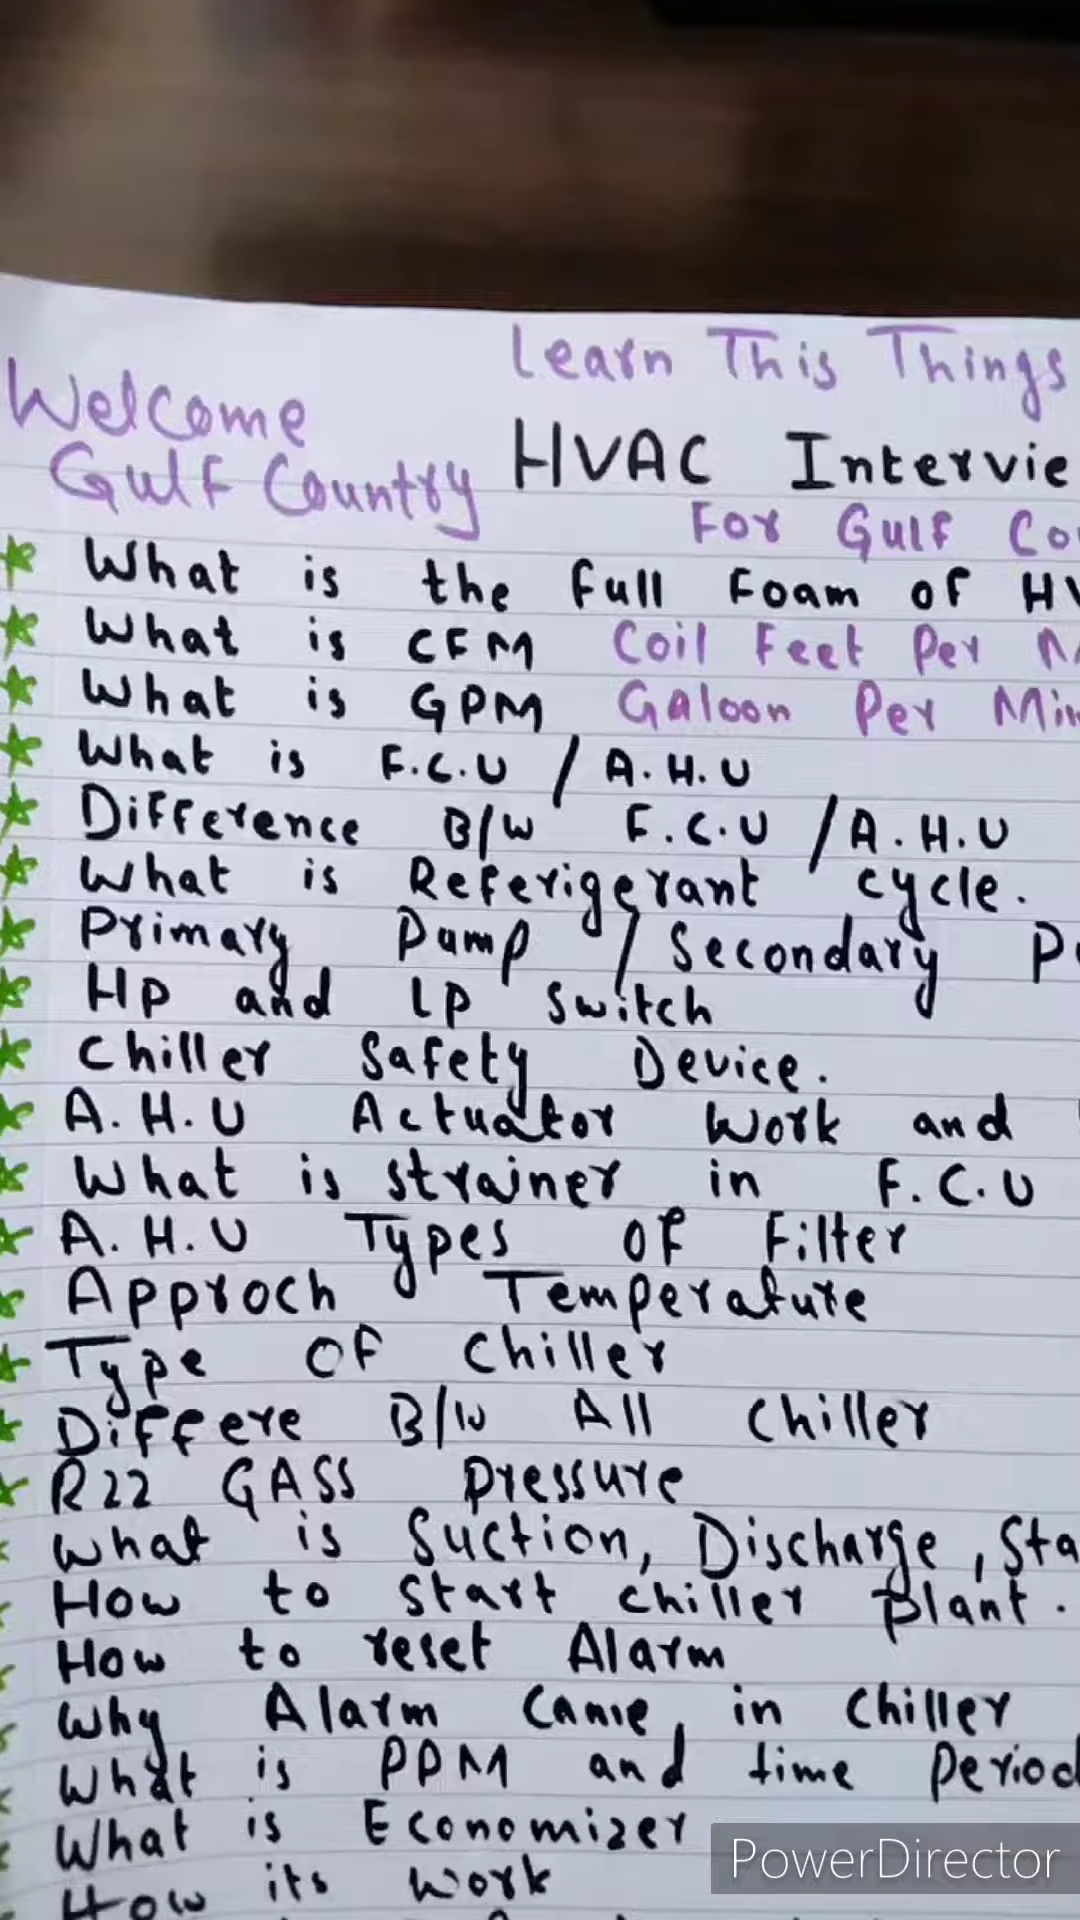 Learn This Things
Welcome
Gulf Country
HVAC Intervie
For Gulf Co
What is the full Foam of HV
What is CFM Coil Feet Per M
What is GPM Galoon Per Min
What is F.C.U / A.H.U
Difference B/W F.C.U / A.H.U
What is Referigerant cycle.
Primary Pump / Secondary P
HP and LP Switch
Chiller Safety Device.
A.H.U Actuator Work and
What is strainer in F.C.U
A.H.U Types of Filter
Approch Temperature
Type OF Chiller
Differe B/W All Chiller
R22 GASS Pressure
What is Suction, Discharge, Sta
How to start chiller plant.
How to reset Alarm
Why Alarm Came, in Chiller
What is PPM and time Period
What is Economizer
How its work
PowerDirector